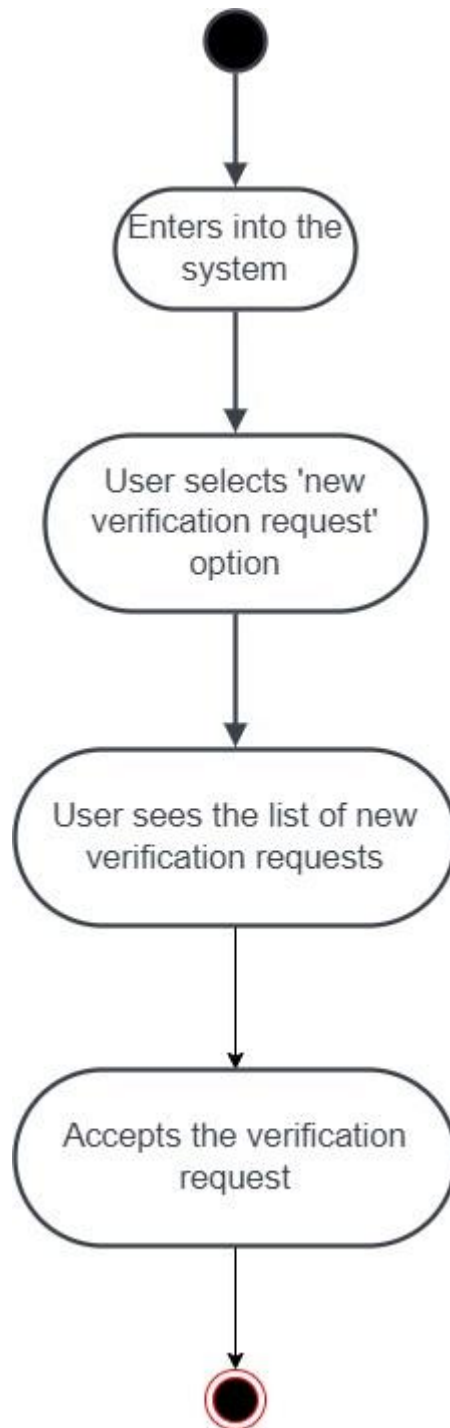 Enters into the
system
User selects 'new
verification request'
option
User sees the list of new
verification requests
Accepts the verification
request